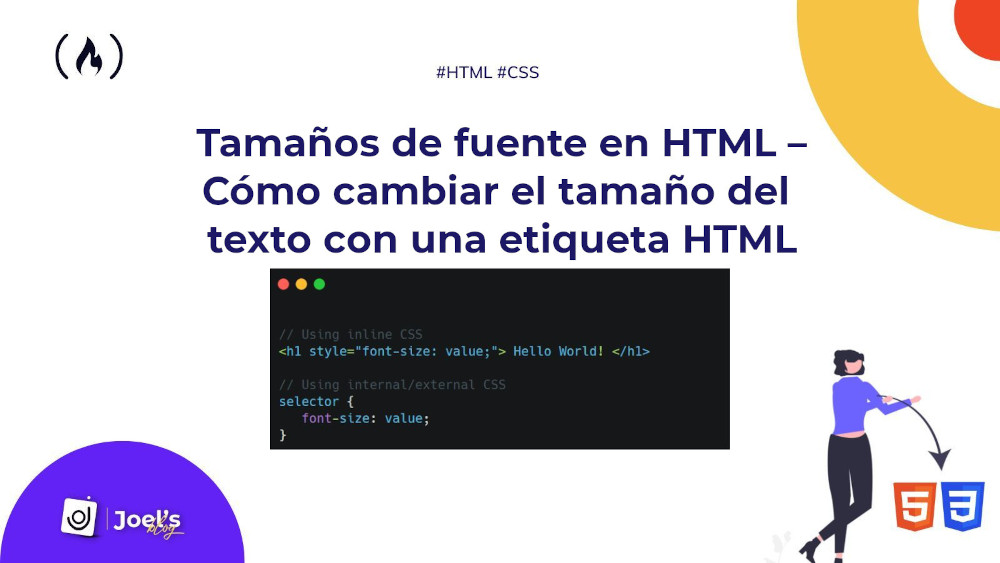 #HTML #CSS
Tamaños de fuente en HTML –
Cómo cambiar el tamaño del
texto con una etiqueta HTML
// Using inline CSS
<h1 style="font-size: value;"> Hello World! </h1>
// Using internal/external CSS
selector {
font-size: value;
}
Joel's
blog